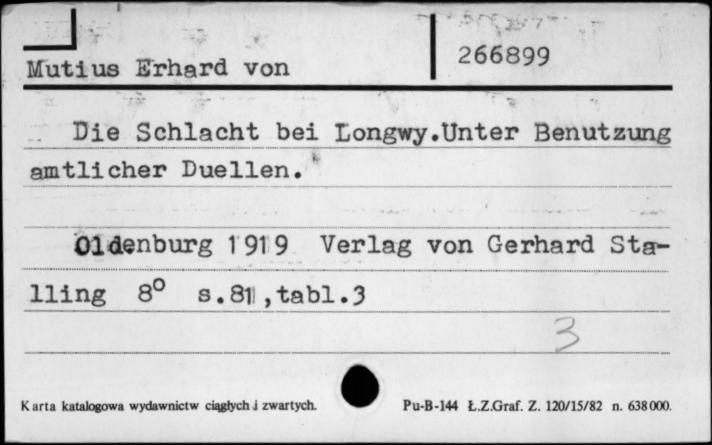 266899
Mutius Erhard von
Die Schlacht bei Longwy.Unter Benutzung
amtlicher Duellen.
Oldenburg 1919 Verlag von Gerhard Sta-
lling 8° s.81,tabl.3
3
Karta katalogowa wydawnictw ciągłych i zwartych. Pu-B-144 Ł.Z.Graf. Z. 120/15/82 n. 638000.